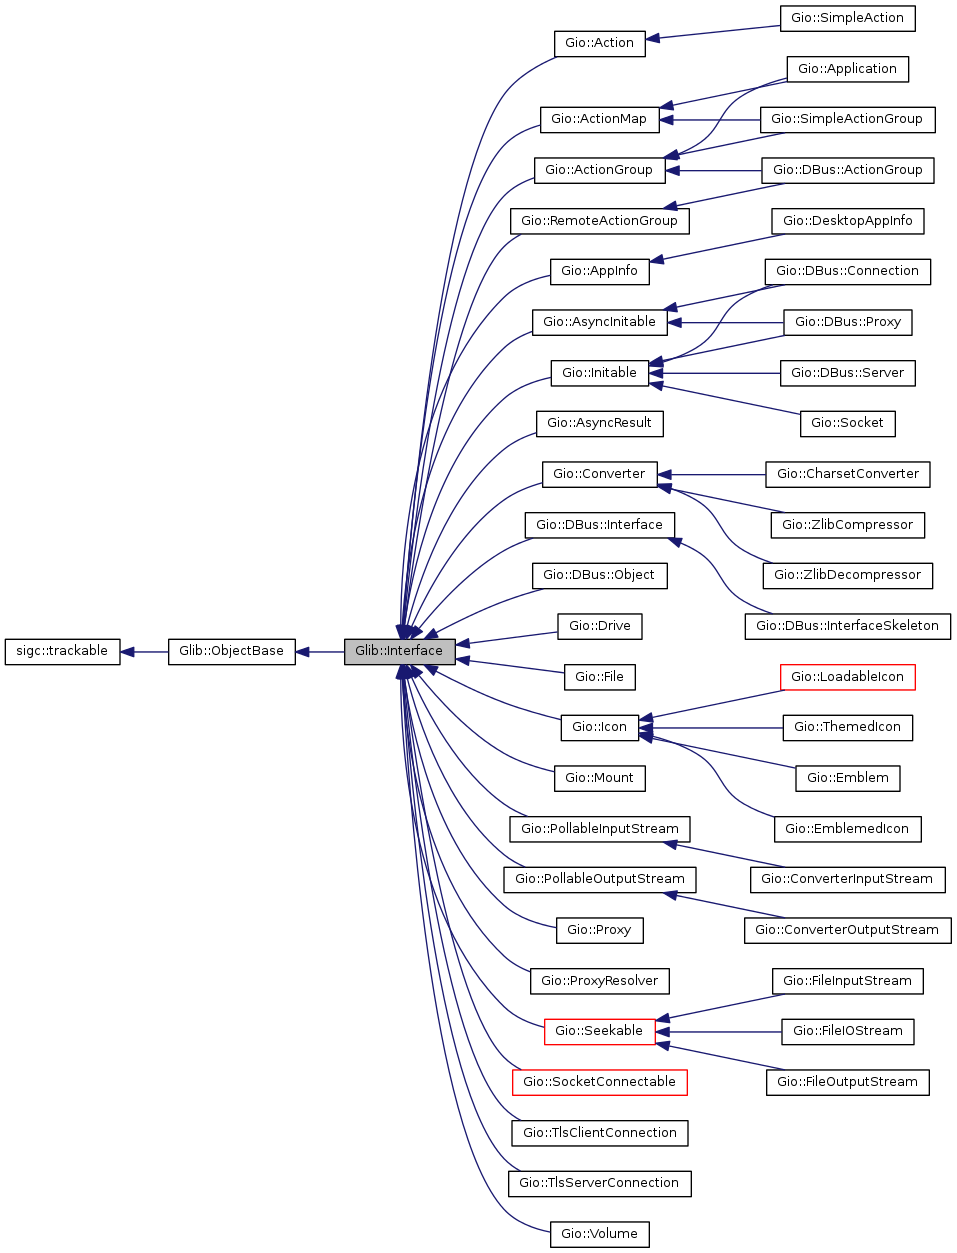 Gio::SimpleAction
Gio::Action
Gio::Application
Gio::ActionMap
Gio::SimpleActionGroup
Gio::ActionGroup
Gio::DBus::ActionGroup
Gio::RemoteActionGroup
Gio::DesktopAppInfo
Gio::AppInfo
Gio::DBus::Connection
Gio::AsyncInitable
Gio::DBus::Proxy
Gio::Initable
Gio::DBus::Server
Gio::AsyncResult
Gio::Socket
Gio::Converter
Gio::CharsetConverter
Gio::DBus::Interface
Gio::ZlibCompressor
Gio::DBus::Object
Gio::ZlibDecompressor
Gio::Drive
Gio::DBus::InterfaceSkeleton
sigc::trackable
Glib::ObjectBase
Glib::Interface
Gio::File
Gio::LoadableIcon
Gio::Icon
Gio::ThemedIcon
Gio::Mount
Gio::Emblem
Gio::PollableInputStream
Gio::EmblemedIcon
Gio::PollableOutputStream
Gio::ConverterInputStream
Gio::Proxy
Gio::ConverterOutputStream
Gio::ProxyResolver
Gio::FileInputStream
Gio::Seekable
Gio::FileIOStream
Gio::SocketConnectable
Gio::FileOutputStream
Gio::TlsClientConnection
Gio::TlsServerConnection
Gio::Volume